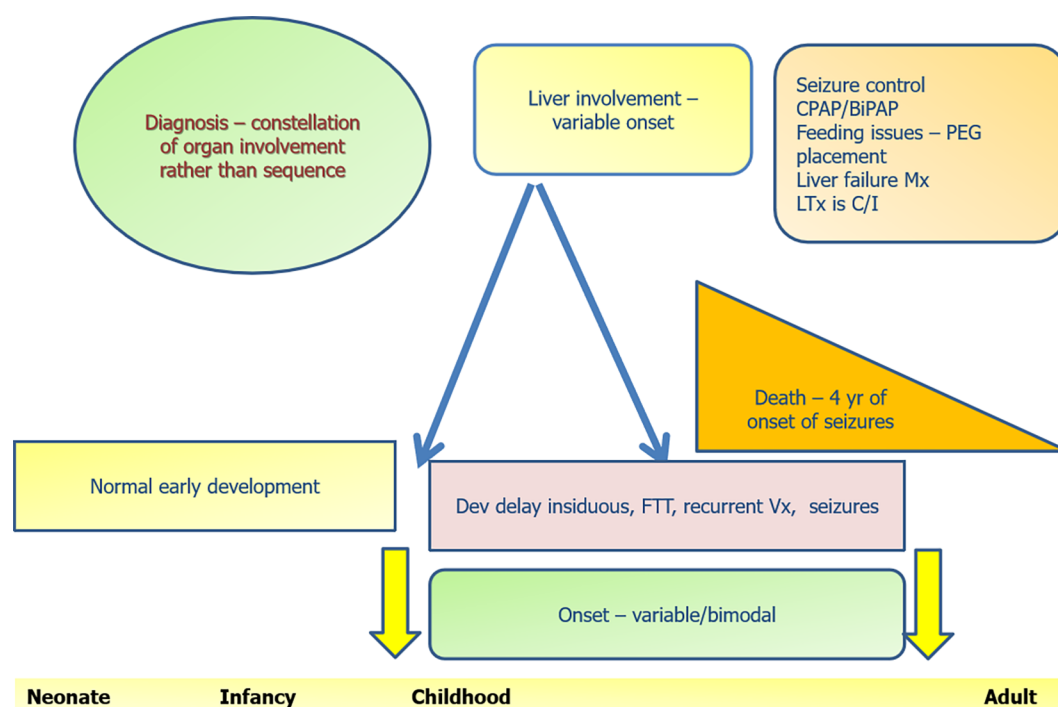 Diagnosis – constellation
of organ involvement
rather than sequence
Liver involvement –
variable onset
Seizure control
CPAP/BiPAP
Feeding issues – PEG
placement
Liver failure Mx
LTx is C/I
Death – 4 yr of
onset of seizures
Normal early development
Dev delay insiduous, FTT, recurrent Vx,  seizures
Onset – variable/bimodal
Neonate
Infancy
Childhood
Adult